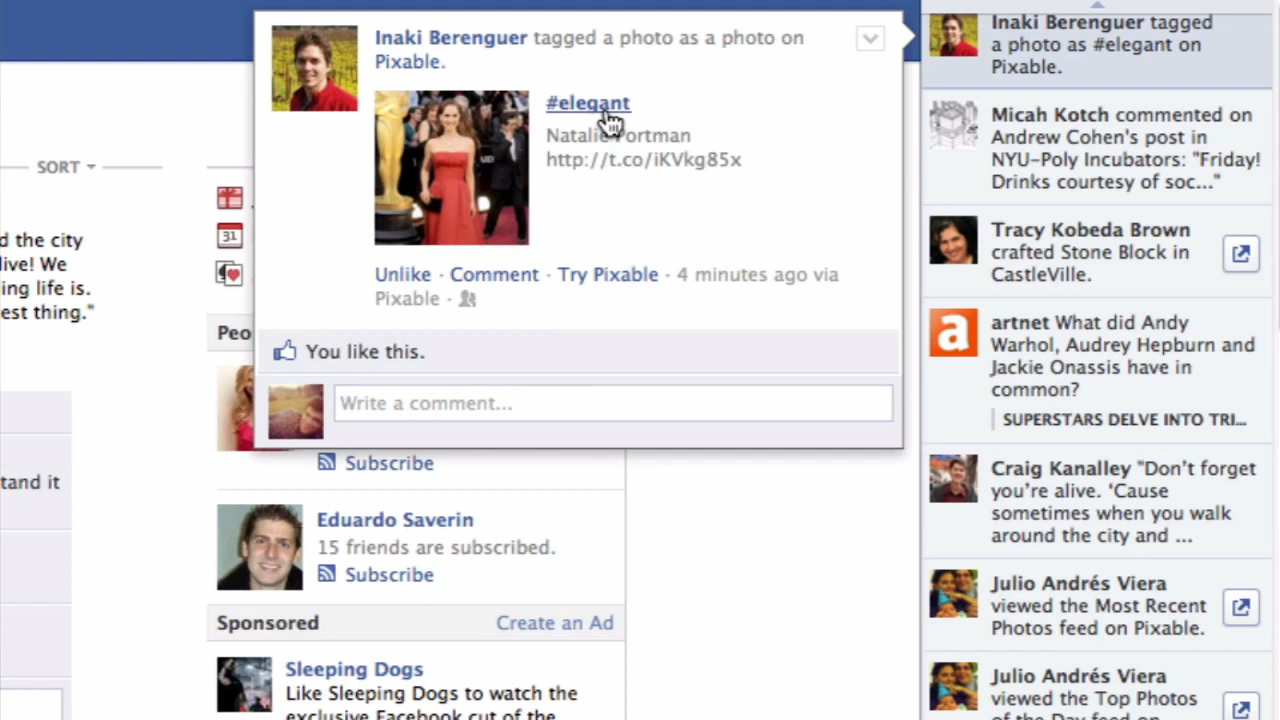 Inaki Berenguer tagged a photo as a photo on
Pixable.
#elegant
Natalie Portman
http://t.co/iKVkg85x
Unlike · Comment · Try Pixable · 4 minutes ago via
Pixable ·
You like this.
Write a comment...
SORT
d the city
live! We
ing life is.
est thing."
tand it
31
Peo
Subscribe
Eduardo Saverin
15 friends are subscribed.
Subscribe
Sponsored
Create an Ad
Sleeping Dogs
Like Sleeping Dogs to watch the
exclusive Facebook cut of the
Inaki Berenguer tagged
a photo as #elegant on
Pixable.
Micah Kotch commented on
Andrew Cohen's post in
NYU-Poly Incubators: "Friday!
Drinks courtesy of soc..."
Tracy Kobeda Brown
crafted Stone Block in
CastleVille.
a
artnet What did Andy
Warhol, Audrey Hepburn and
Jackie Onassis have in
common?
SUPERSTARS DELVE INTO TRI...
Craig Kanalley "Don't forget
you're alive. 'Cause
sometimes when you walk
around the city and ...
Julio Andrés Viera
viewed the Most Recent
Photos feed on Pixable.
Julio Andrés Viera
viewed the Top Photos
of the Day feed on